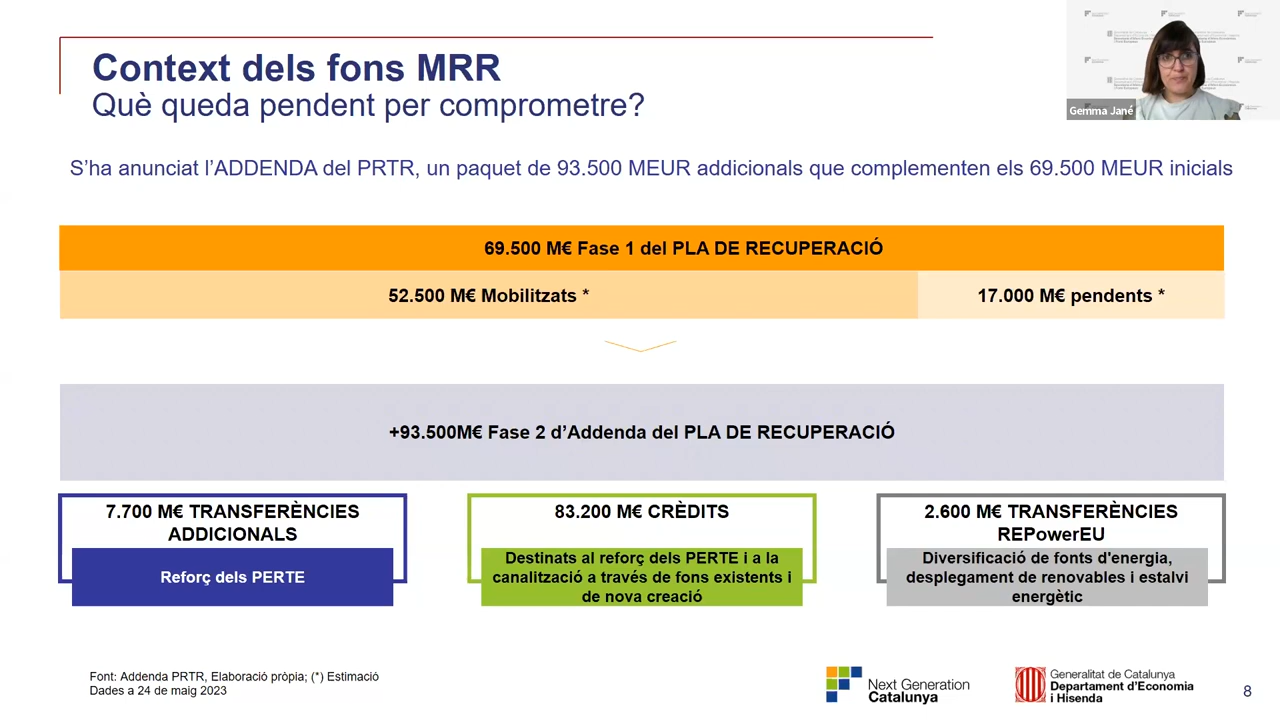 Context dels fons MRR
Què queda pendent per comprometre?
Gemma Jané
S'ha anunciat l'ADDENDA del PRTR, un paquet de 93.500 MEUR addicionals que complementen els 69.500 MEUR inicials
69.500 M€ Fase 1 del PLA DE RECUPERACIÓ
52.500 M€ Mobilitzats *
17.000 M€ pendents *
+93.500M€ Fase 2 d'Addenda del PLA DE RECUPERACIÓ
7.700 M€ TRANSFERÈNCIES
ADDICIONALS
Reforç dels PERTE
83.200 M€ CRÈDITS
Destinats al reforç dels PERTE i a la
canalització a través de fons existents i
de nova creació
2.600 M€ TRANSFERÈNCIES
REPowerEU
Diversificació de fonts d'energia,
desplegament de renovables i estalvi
energètic
Font: Addenda PRTR, Elaboració pròpia; (*) Estimació
Dades a 24 de maig 2023
Next Generation
Catalunya
Generalitat de Catalunya
Departament d'Economia
i Hisenda
8